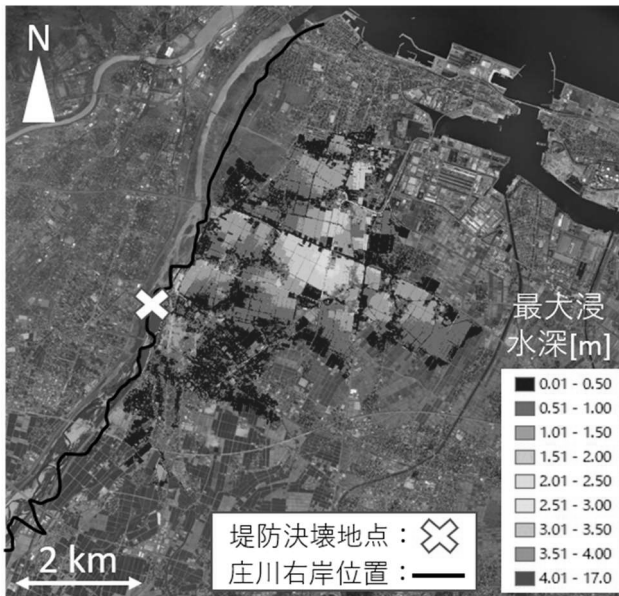 N
最大浸
水深[m]
0.01 - 0.50
0.51 - 1.00
1.01 - 1.50
1.51 - 2.00
2.01 - 2.50
2.51 - 3.00
3.01 - 3.50
3.51 - 4.00
4.01 - 17.0
堤防決壊地点：
庄川右岸位置：
2 km